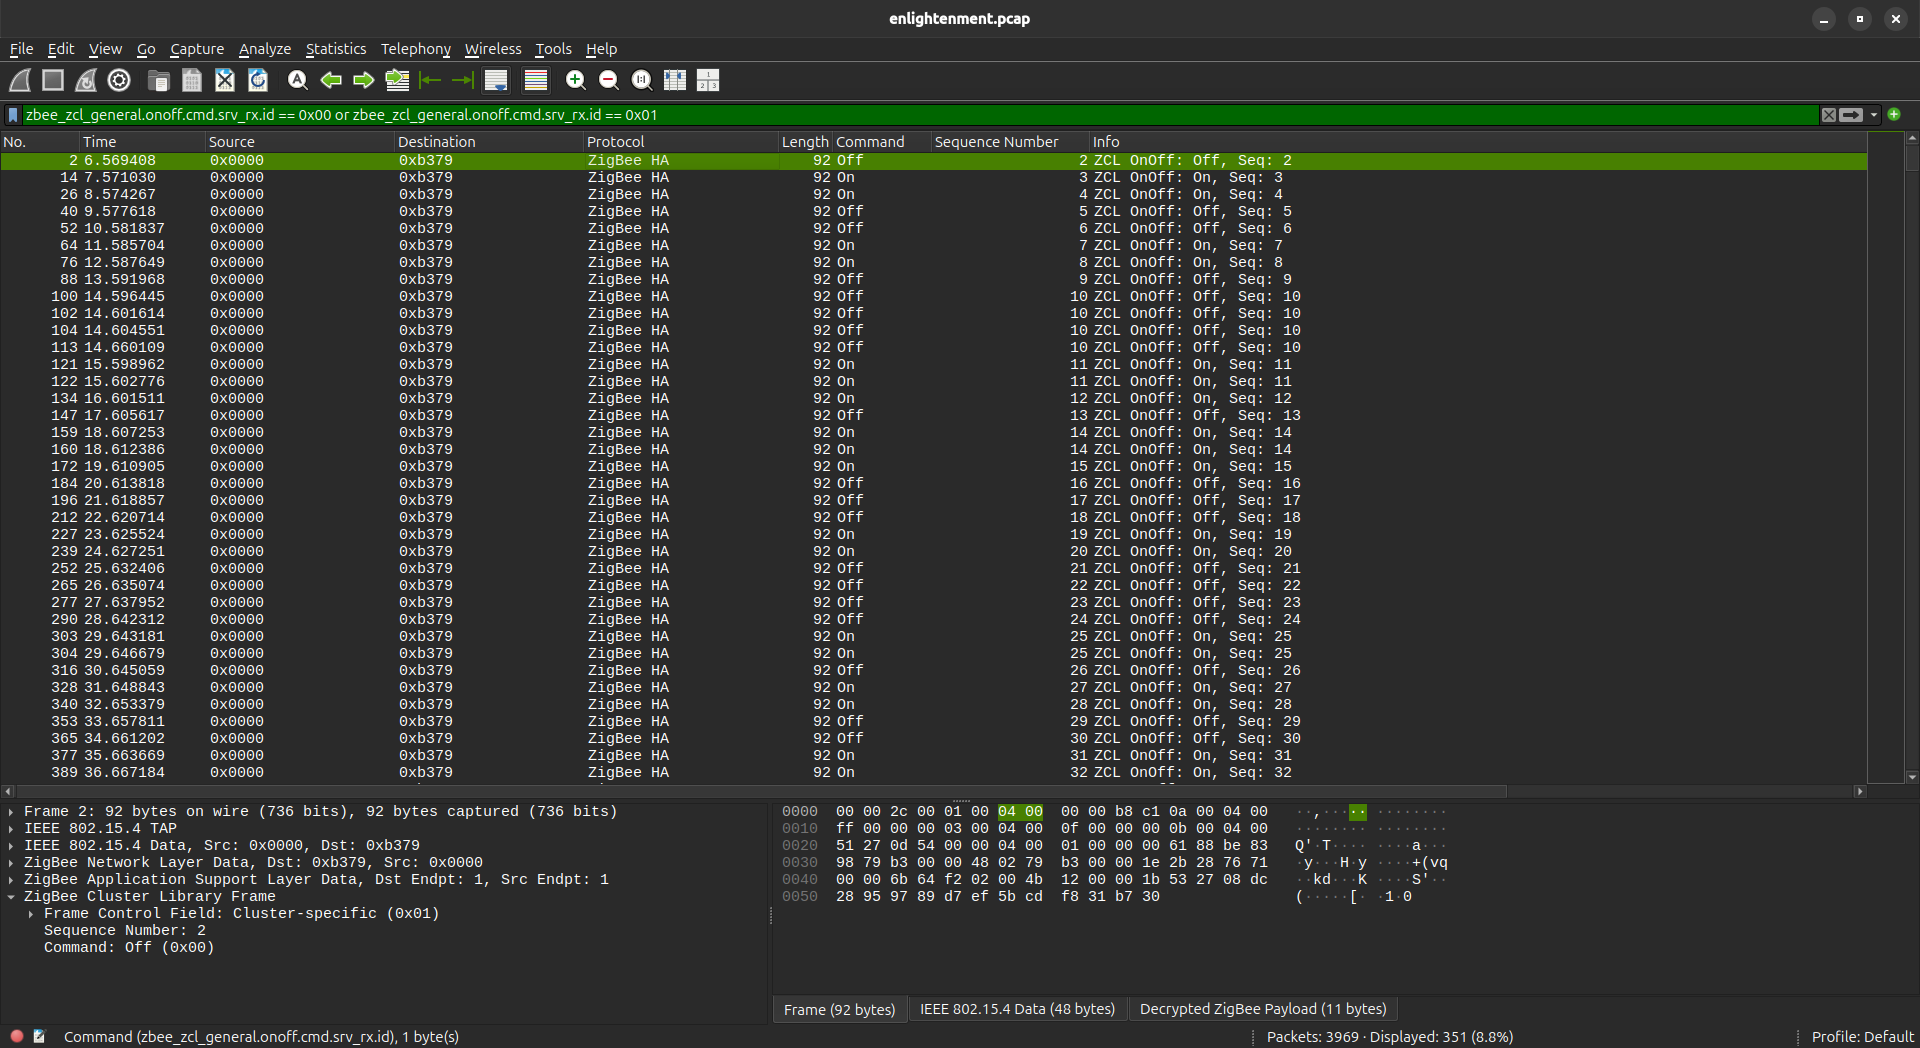 enlightenment.pcap
File Edit View Go Capture Analyze Statistics Telephony Wireless Tools Help
zbee_zcl_general.onoff.cmd.srv_rx.id == 0x00 or zbee_zcl_general.onoff.cmd.srv_rx.id == 0x01
No. Time Source Destination Protocol Length Command Sequence Number Info
2 6.569408 0x0000 0xb379 ZigBee HA 92 Off 2 ZCL OnOff: Off, Seq: 2
14 7.571030 0x0000 0xb379 ZigBee HA 92 On 3 ZCL OnOff: On, Seq: 3
26 8.574267 0x0000 0xb379 ZigBee HA 92 On 4 ZCL OnOff: On, Seq: 4
40 9.577618 0x0000 0xb379 ZigBee HA 92 Off 5 ZCL OnOff: Off, Seq: 5
52 10.581837 0x0000 0xb379 ZigBee HA 92 Off 6 ZCL OnOff: Off, Seq: 6
64 11.585704 0x0000 0xb379 ZigBee HA 92 On 7 ZCL OnOff: On, Seq: 7
76 12.587649 0x0000 0xb379 ZigBee HA 92 On 8 ZCL OnOff: On, Seq: 8
88 13.591968 0x0000 0xb379 ZigBee HA 92 Off 9 ZCL OnOff: Off, Seq: 9
100 14.596445 0x0000 0xb379 ZigBee HA 92 Off 10 ZCL OnOff: Off, Seq: 10
102 14.601614 0x0000 0xb379 ZigBee HA 92 Off 10 ZCL OnOff: Off, Seq: 10
104 14.604551 0x0000 0xb379 ZigBee HA 92 Off 10 ZCL OnOff: Off, Seq: 10
113 14.660109 0x0000 0xb379 ZigBee HA 92 Off 10 ZCL OnOff: Off, Seq: 10
121 15.598962 0x0000 0xb379 ZigBee HA 92 On 11 ZCL OnOff: On, Seq: 11
122 15.602776 0x0000 0xb379 ZigBee HA 92 On 11 ZCL OnOff: On, Seq: 11
134 16.601511 0x0000 0xb379 ZigBee HA 92 On 12 ZCL OnOff: On, Seq: 12
147 17.605617 0x0000 0xb379 ZigBee HA 92 Off 13 ZCL OnOff: Off, Seq: 13
159 18.607253 0x0000 0xb379 ZigBee HA 92 On 14 ZCL OnOff: On, Seq: 14
160 18.612386 0x0000 0xb379 ZigBee HA 92 On 14 ZCL OnOff: On, Seq: 14
172 19.610905 0x0000 0xb379 ZigBee HA 92 On 15 ZCL OnOff: On, Seq: 15
184 20.613818 0x0000 0xb379 ZigBee HA 92 Off 16 ZCL OnOff: Off, Seq: 16
196 21.618857 0x0000 0xb379 ZigBee HA 92 Off 17 ZCL OnOff: Off, Seq: 17
212 22.620714 0x0000 0xb379 ZigBee HA 92 Off 18 ZCL OnOff: Off, Seq: 18
227 23.625524 0x0000 0xb379 ZigBee HA 92 On 19 ZCL OnOff: On, Seq: 19
239 24.627251 0x0000 0xb379 ZigBee HA 92 On 20 ZCL OnOff: On, Seq: 20
252 25.632406 0x0000 0xb379 ZigBee HA 92 Off 21 ZCL OnOff: Off, Seq: 21
265 26.635074 0x0000 0xb379 ZigBee HA 92 Off 22 ZCL OnOff: Off, Seq: 22
277 27.637952 0x0000 0xb379 ZigBee HA 92 Off 23 ZCL OnOff: Off, Seq: 23
290 28.642312 0x0000 0xb379 ZigBee HA 92 Off 24 ZCL OnOff: Off, Seq: 24
303 29.643181 0x0000 0xb379 ZigBee HA 92 On 25 ZCL OnOff: On, Seq: 25
304 29.646679 0x0000 0xb379 ZigBee HA 92 On 25 ZCL OnOff: On, Seq: 25
316 30.645059 0x0000 0xb379 ZigBee HA 92 Off 26 ZCL OnOff: Off, Seq: 26
328 31.648843 0x0000 0xb379 ZigBee HA 92 On 27 ZCL OnOff: On, Seq: 27
340 32.653379 0x0000 0xb379 ZigBee HA 92 On 28 ZCL OnOff: On, Seq: 28
353 33.657811 0x0000 0xb379 ZigBee HA 92 Off 29 ZCL OnOff: Off, Seq: 29
365 34.661202 0x0000 0xb379 ZigBee HA 92 Off 30 ZCL OnOff: Off, Seq: 30
377 35.663669 0x0000 0xb379 ZigBee HA 92 On 31 ZCL OnOff: On, Seq: 31
389 36.667184 0x0000 0xb379 ZigBee HA 92 On 32 ZCL OnOff: On, Seq: 32
Frame 2: 92 bytes on wire (736 bits), 92 bytes captured (736 bits)
IEEE 802.15.4 TAP
IEEE 802.15.4 Data, Src: 0x0000, Dst: 0xb379
ZigBee Network Layer Data, Dst: 0xb379, Src: 0x0000
ZigBee Application Support Layer Data, Dst Endpt: 1, Src Endpt: 1
ZigBee Cluster Library Frame
Frame Control Field: Cluster-specific (0x01)
Sequence Number: 2
Command: Off (0x00)
0000 00 00 2c 00 01 00 04 00 00 00 b8 c1 0a 00 04 00 ··,····· ········
0010 ff 00 00 00 03 00 04 00 0f 00 00 00 0b 00 04 00 ········ ········
0020 51 27 0d 54 00 00 04 00 01 00 00 00 61 88 be 83 Q'·T···· ····a···
0030 98 79 b3 00 00 48 02 79 b3 00 00 1e 2b 28 76 71 ·y···H·y ····+(vq
0040 00 00 6b 64 f2 02 00 4b 12 00 00 1b 53 27 08 dc ··kd···K ····S'··
0050 28 95 97 89 d7 ef 5b cd f8 31 b7 30 (·····[· ·1·0
Frame (92 bytes) IEEE 802.15.4 Data (48 bytes) Decrypted ZigBee Payload (11 bytes)
Command (zbee_zcl_general.onoff.cmd.srv_rx.id), 1 byte(s) Packets: 3969 · Displayed: 351 (8.8%) Profile: Default